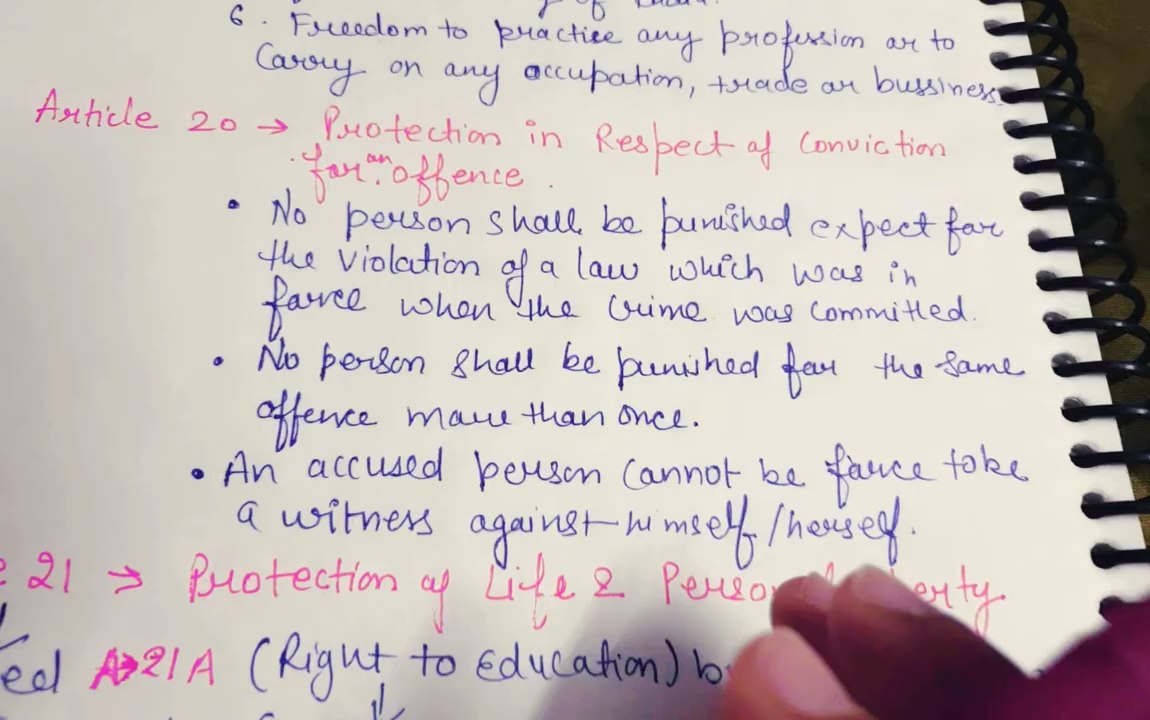 of
6. Freedom to practise any profession or to
Carry on any occupation, trade or bussiness.
Article 20 → Protection in Respect of Conviction
for an offence.
• No person shall be punished expect for
the violation of a law which was in
force when the crime was committed.
• No person shall be punished for the same
offence more than once.
• An accused person cannot be force to be
a witness against himself/herself.
21 → Protection of Life &
A→21A (Right to Education)